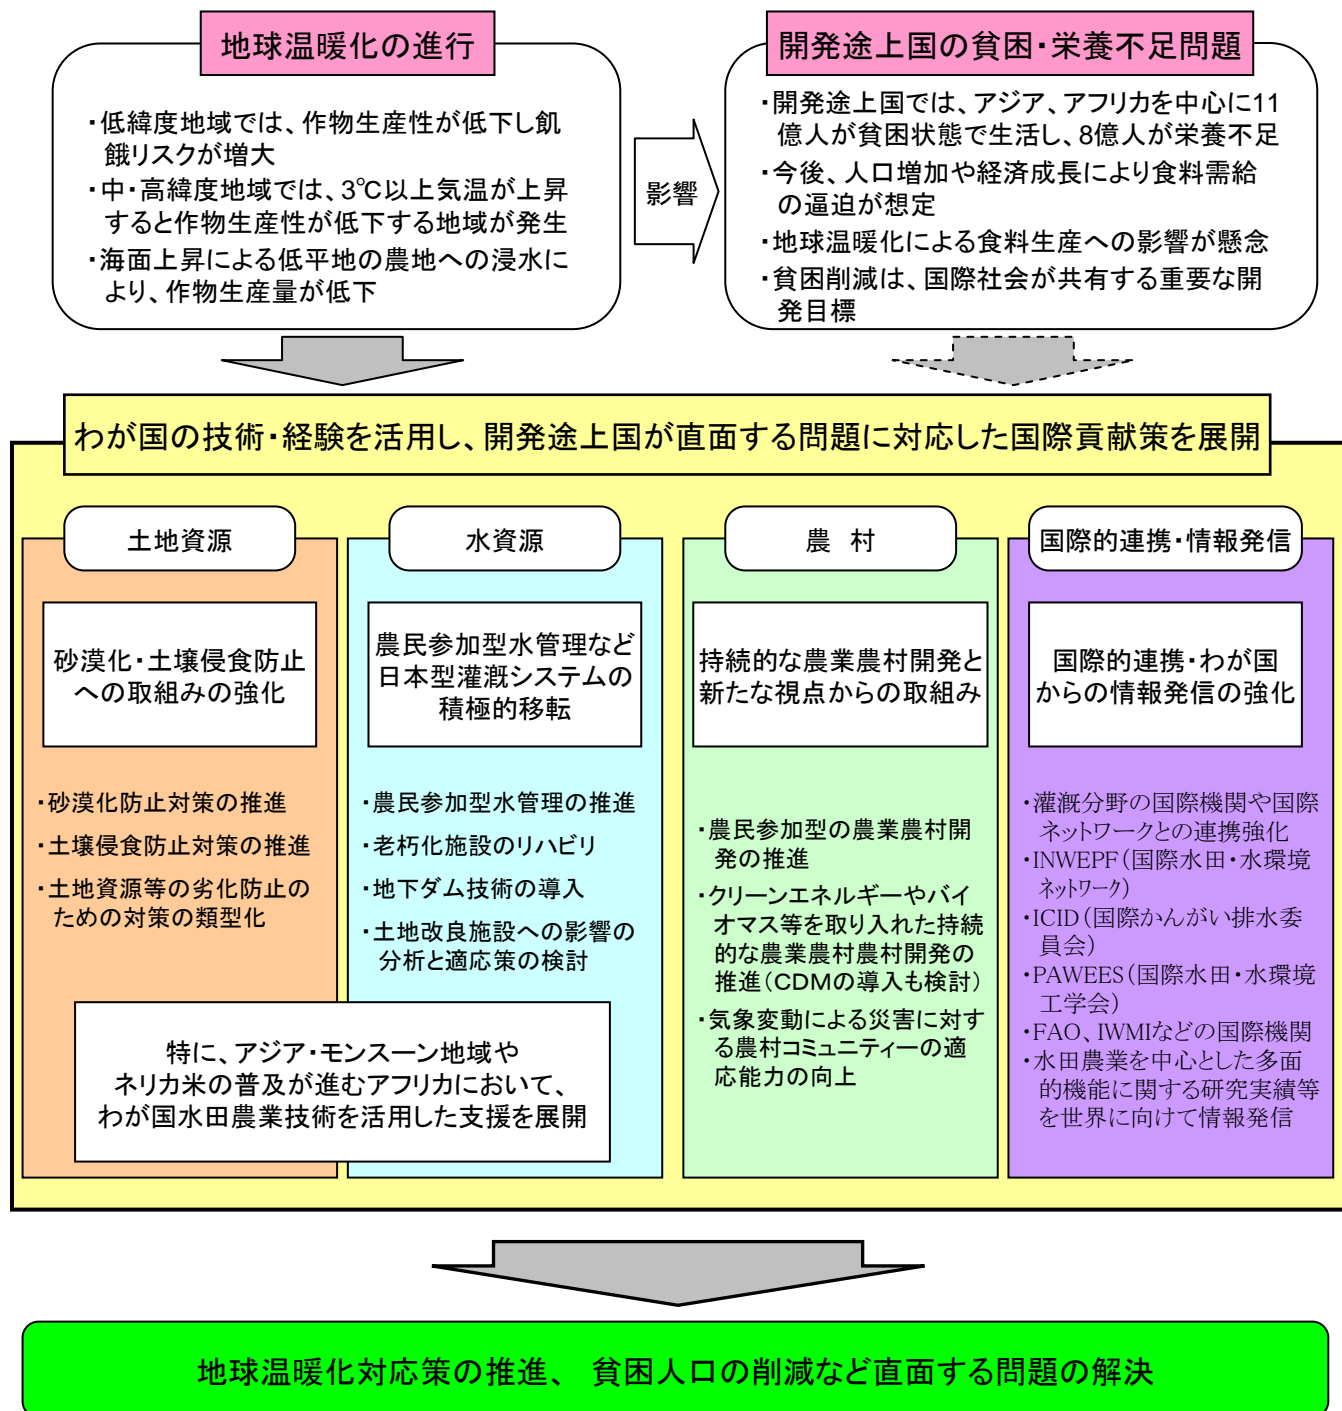 地球温暖化の進行
・低緯度地域では、作物生産性が低下し飢
餓リスクが増大
・中・高緯度地域では、3℃以上気温が上昇
すると作物生産性が低下する地域が発生
・海面上昇による低平地の農地への浸水に
より、作物生産量が低下
影響
開発途上国の貧困・栄養不足問題
・開発途上国では、アジア、アフリカを中心に11
億人が貧困状態で生活し、8億人が栄養不足
・今後、人口増加や経済成長により食料需給
の逼迫が想定
・地球温暖化による食料生産への影響が懸念
・貧困削減は、国際社会が共有する重要な開
発目標
わが国の技術・経験を活用し、開発途上国が直面する問題に対応した国際貢献策を展開
土地資源
砂漠化・土壌侵食防止
への取組みの強化
・砂漠化防止対策の推進
・土壌侵食防止対策の推進
・土地資源等の劣化防止の
ための対策の類型化
水資源
農民参加型水管理など
日本型灌漑システムの
積極的移転
・農民参加型水管理の推進
・老朽化施設のリハビリ
・地下ダム技術の導入
・土地改良施設への影響の
分析と適応策の検討
特に、アジア・モンスーン地域や
ネリカ米の普及が進むアフリカにおいて、
わが国水田農業技術を活用した支援を展開
農 村
持続的な農業農村開発と
新たな視点からの取組み
・農民参加型の農業農村開
発の推進
・クリーンエネルギーやバイ
オマス等を取り入れた持続
的な農業農村農村開発の
推進(CDMの導入も検討)
・気象変動による災害に対す
る農村コミュニティーの適
応能力の向上
国際的連携・情報発信
国際的連携・わが国
からの情報発信の強化
・灌漑分野の国際機関や国際
ネットワークとの連携強化
・INWEPF(国際水田・水環境
ネットワーク)
・ICID(国際かんがい排水委
員会)
・PAWEES(国際水田・水環境
工学会)
・FAO、IWMIなどの国際機関
・水田農業を中心とした多面
的機能に関する研究実績等
を世界に向けて情報発信
地球温暖化対応策の推進、 貧困人口の削減など直面する問題の解決